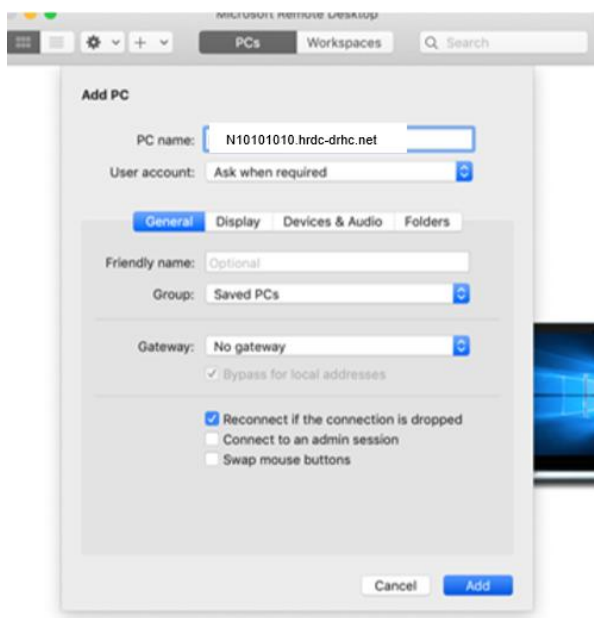 Microsoft Remote Desktop
PCs Workspaces Search
Add PC
PC name: N10101010.hrdc-drhc.net
User account: Ask when required
General Display Devices & Audio Folders
Friendly name: Optional
Group: Saved PCs
Gateway: No gateway
Bypass for local addresses
Reconnect if the connection is dropped
Connect to an admin session
Swap mouse buttons
Cancel Add